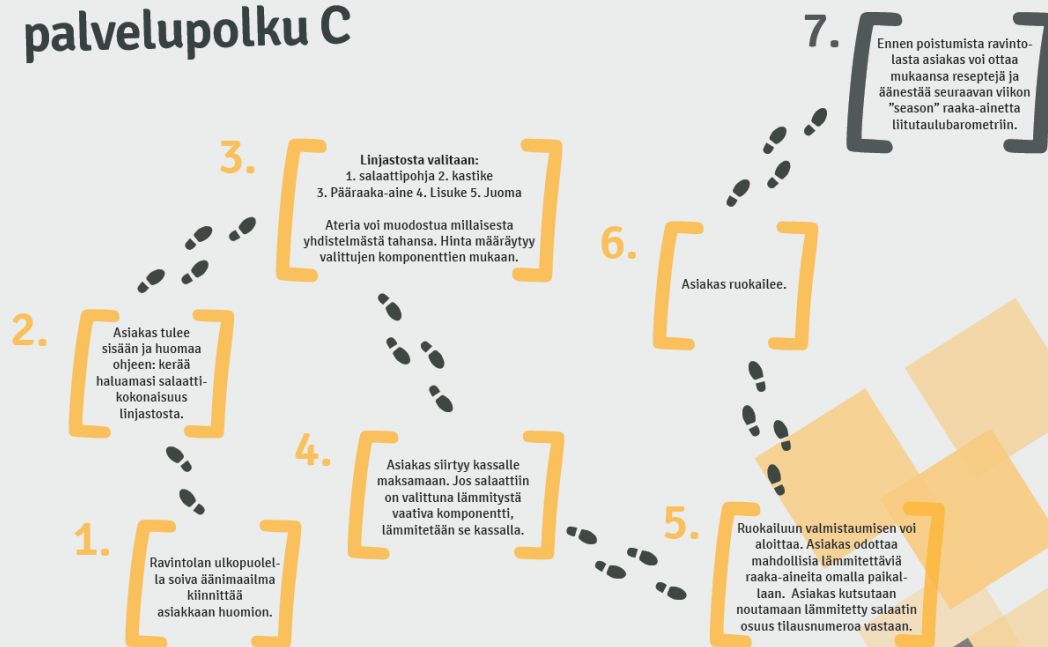 palvelupolku C
1.
Ravintolan ulkopuolel-
la soiva äänimaailma
kiinnittää
asiakkaan huomion.
2.
Asiakas tulee
sisään ja huomaa
ohjeen: kerää
haluamasi salaatti-
kokonaisuus
linjastosta.
3.
Linjastosta valitaan:
1. salaattipohja 2. kastike
3. Pääraaka-aine 4. Lisuke 5. Juoma
Ateria voi muodostua millaisesta
yhdistelmästä tahansa. Hinta määräytyy
valittujen komponenttien mukaan.
4.
Asiakas siirtyy kassalle
maksamaan. Jos salaattiin
on valittuna lämmitystä
vaativa komponentti,
lämmitetään se kassalla.
5.
Ruokailuun valmistaumisen voi
aloittaa. Asiakas odottaa
mahdollisia lämmitettäviä
raaka-aineita omalla paikal-
laan. Asiakas kutsutaan
noutamaan lämmitetty salaatin
osuus tilausnumeroa vastaan.
6.
Asiakas ruokailee.
7.
Ennen poistumista ravinto-
lasta asiakas voi ottaa
mukaansa reseptejä ja
äänestää seuraavan viikon
”season” raaka-ainetta
liitutaulubarometriin.